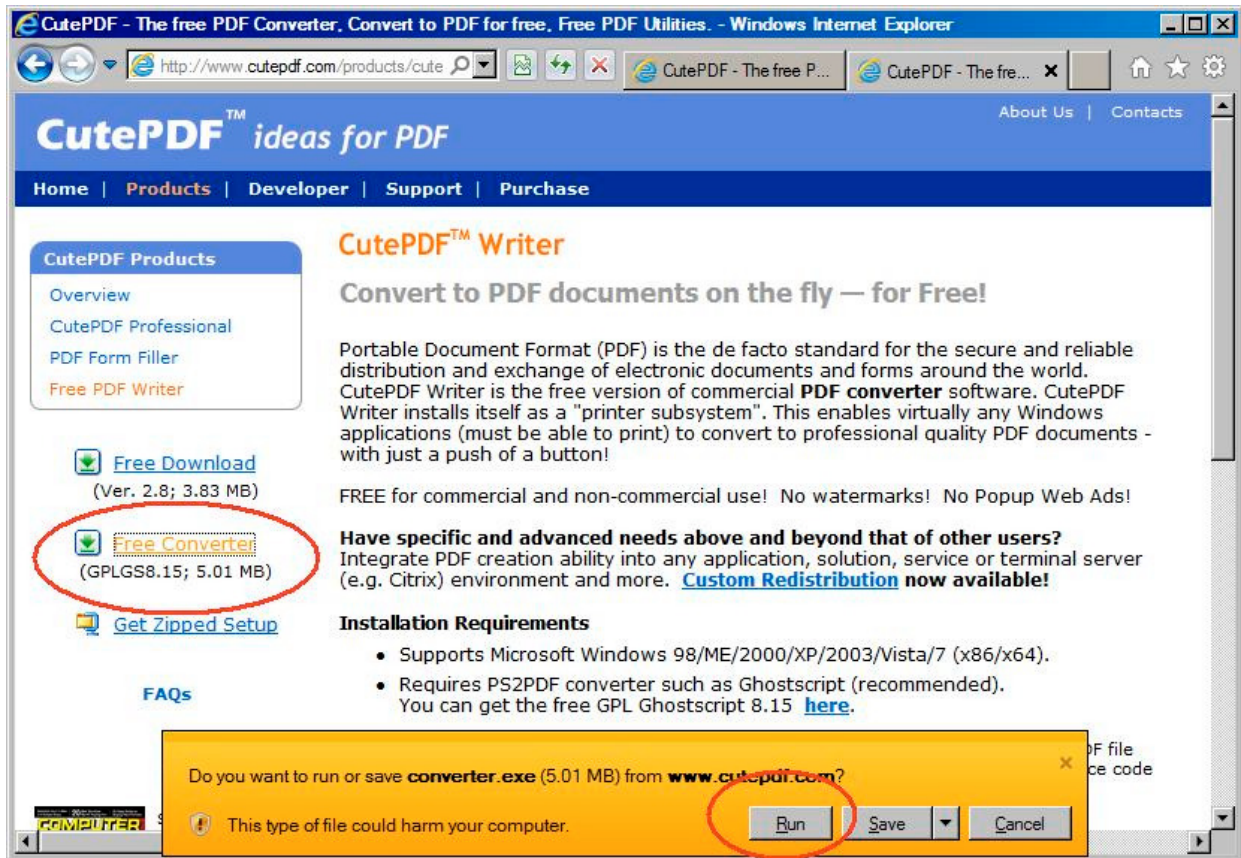 CutePDF - The free PDF Converter, Convert to PDF for free, Free PDF Utilities. - Windows Internet Explorer
http://www.cutepdf.com/products/cute
CutePDF - The free P...
CutePDF - The fre...
About Us | Contacts
CutePDF™ ideas for PDF
Home | Products | Developer | Support | Purchase
CutePDF Products
Overview
CutePDF Professional
PDF Form Filler
Free PDF Writer
Free Download
(Ver. 2.8; 3.83 MB)
Free Converter
(GPLGS8.15; 5.01 MB)
Get Zipped Setup
FAQs
CutePDF™ Writer
Convert to PDF documents on the fly — for Free!
Portable Document Format (PDF) is the de facto standard for the secure and reliable
distribution and exchange of electronic documents and forms around the world.
CutePDF Writer is the free version of commercial PDF converter software. CutePDF
Writer installs itself as a "printer subsystem". This enables virtually any Windows
applications (must be able to print) to convert to professional quality PDF documents -
with just a push of a button!
FREE for commercial and non-commercial use! No watermarks! No Popup Web Ads!
Have specific and advanced needs above and beyond that of other users?
Integrate PDF creation ability into any application, solution, service or terminal server
(e.g. Citrix) environment and more. Custom Redistribution now available!
Installation Requirements
• Supports Microsoft Windows 98/ME/2000/XP/2003/Vista/7 (x86/x64).
• Requires PS2PDF converter such as Ghostscript (recommended).
You can get the free GPL Ghostscript 8.15 here.
file
code
COMPUTER
Do you want to run or save converter.exe (5.01 MB) from www.cutepdf.com?
This type of file could harm your computer.
Run
Save
Cancel